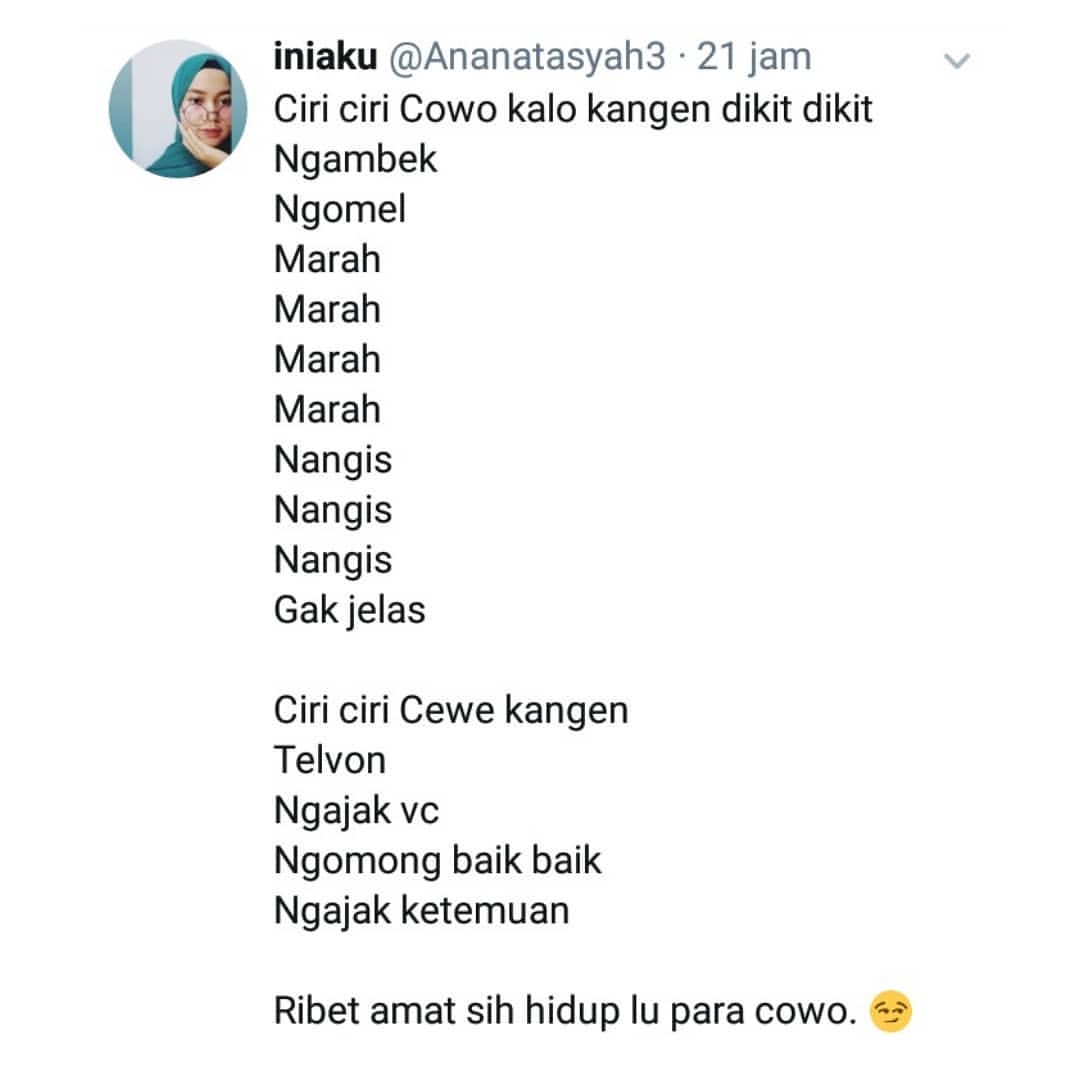 iniaku @Ananatasyah3 · 21 jam
Ciri ciri Cowo kalo kangen dikit dikit
Ngambek
Ngomel
Marah
Marah
Marah
Marah
Nangis
Nangis
Nangis
Gak jelas
Ciri ciri Cewe kangen
Telvon
Ngajak vc
Ngomong baik baik
Ngajak ketemuan
Ribet amat sih hidup lu para cowo. 😏